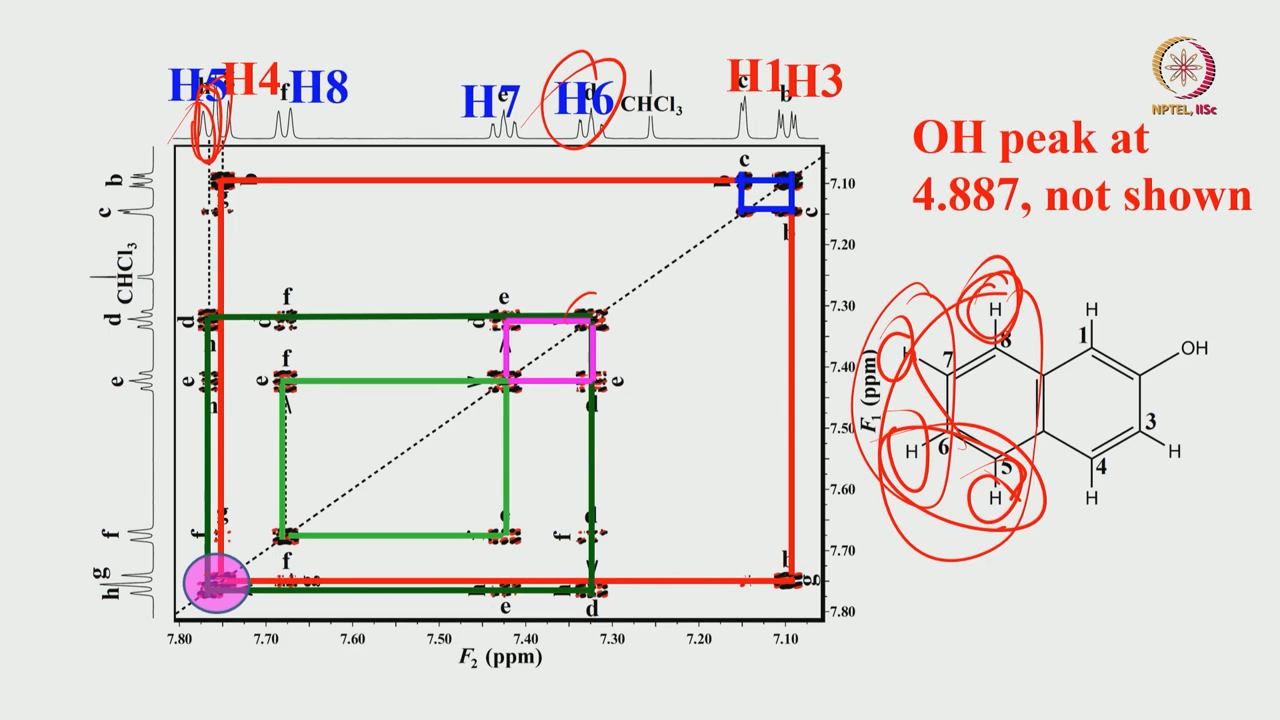 H5 H4 H8 H7 H6 H1 H3
f e d CHCl₃ c b
NPTEL, IISc
OH peak at
4.887, not shown
b
c
CHCl₃
d
e
f
g
h
c
c
b
f e
d d
h
f
e e e
h d
g
f f
f
h g
e d
7.10
7.20
7.30
7.40
7.50
7.60
7.70
7.80
F₁ (ppm)
7.80 7.70 7.60 7.50 7.40 7.30 7.20 7.10
F₂ (ppm)
H H
8 1
OH
7
6 3
H H
5 4
H H